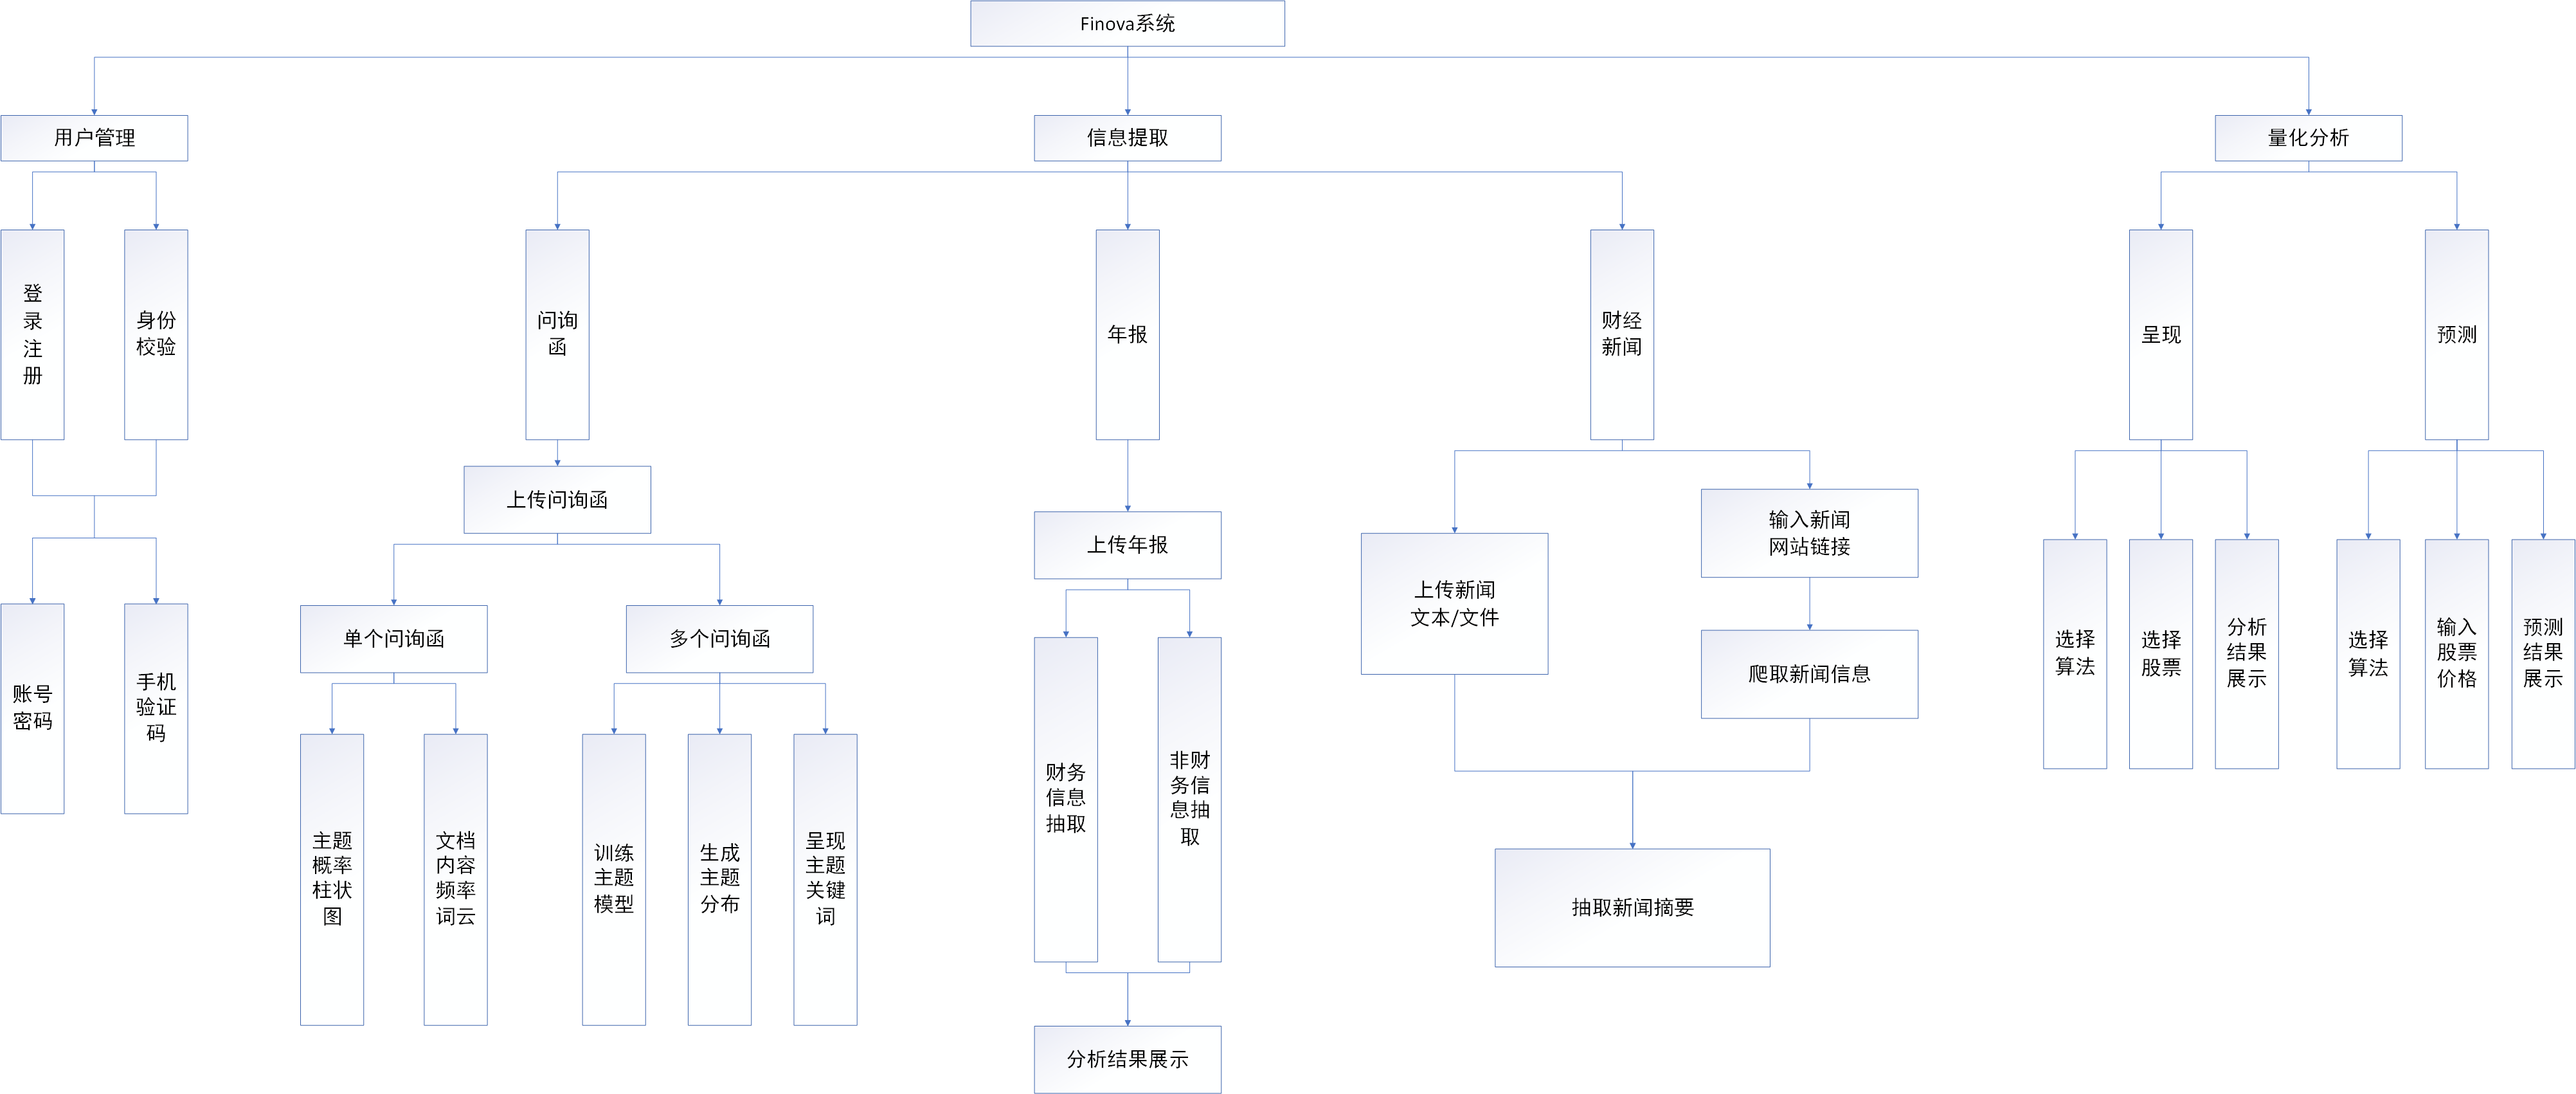 Finova系统
用户管理
信息提取
量化分析
登
录
注
册
身份
校验
问询
函
年报
财经
新闻
呈现
预测
上传问询函
上传年报
输入新闻
网站链接
上传新闻
文本/文件
单个问询函
多个问询函
爬取新闻信息
账号
密码
手机
验证
码
选择
算法
选择
股票
分析
结果
展示
选择
算法
输入
股票
价格
预测
结果
展示
主题
概率
柱状
图
文档
内容
频率
词云
训练
主题
模型
生成
主题
分布
呈现
主题
关键
词
财务
信息
抽取
非财
务信
息抽
取
抽取新闻摘要
分析结果展示